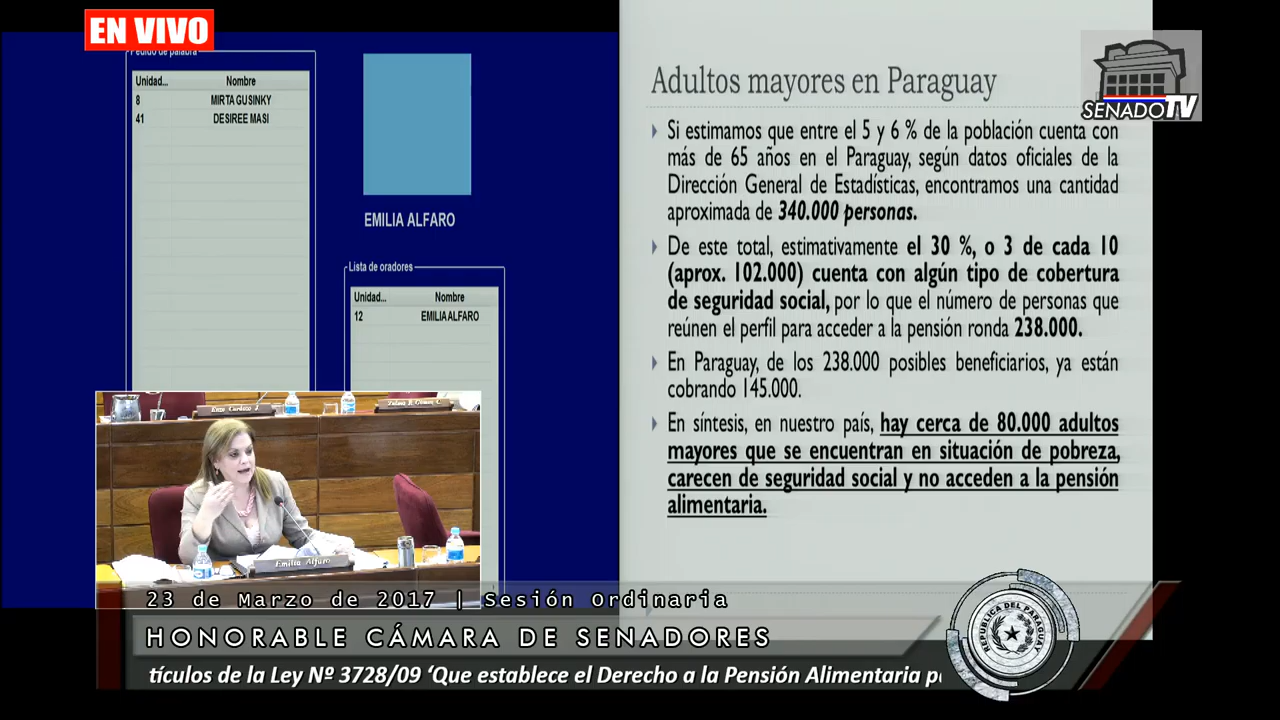 EN VIVO
Pedido de palabra
Unidad... Nombre
8 MIRTA GUSINKY
41 DESIREE MASI
EMILIA ALFARO
Lista de oradores
Unidad... Nombre
12 EMILIA ALFARO
Adultos mayores en Paraguay
SENADO TV
Si estimamos que entre el 5 y 6 % de la población cuenta con
más de 65 años en el Paraguay, según datos oficiales de la
Dirección General de Estadísticas, encontramos una cantidad
aproximada de 340.000 personas.
De este total, estimativamente el 30 %, o 3 de cada 10
(aprox. 102.000) cuenta con algún tipo de cobertura
de seguridad social, por lo que el número de personas que
reúnen el perfil para acceder a la pensión ronda 238.000.
En Paraguay, de los 238.000 posibles beneficiarios, ya están
cobrando 145.000.
En síntesis, en nuestro país, hay cerca de 80.000 adultos
mayores que se encuentran en situación de pobreza,
carecen de seguridad social y no acceden a la pensión
alimentaria.
Emilia Alfaro
23 de Marzo de 2017 | Sesión Ordinaria
HONORABLE CÁMARA DE SENADORES
tículos de la Ley Nº 3728/09 ‘Que establece el Derecho a la Pensión Alimentaria p
REPUBLICA DEL PARAGUAY